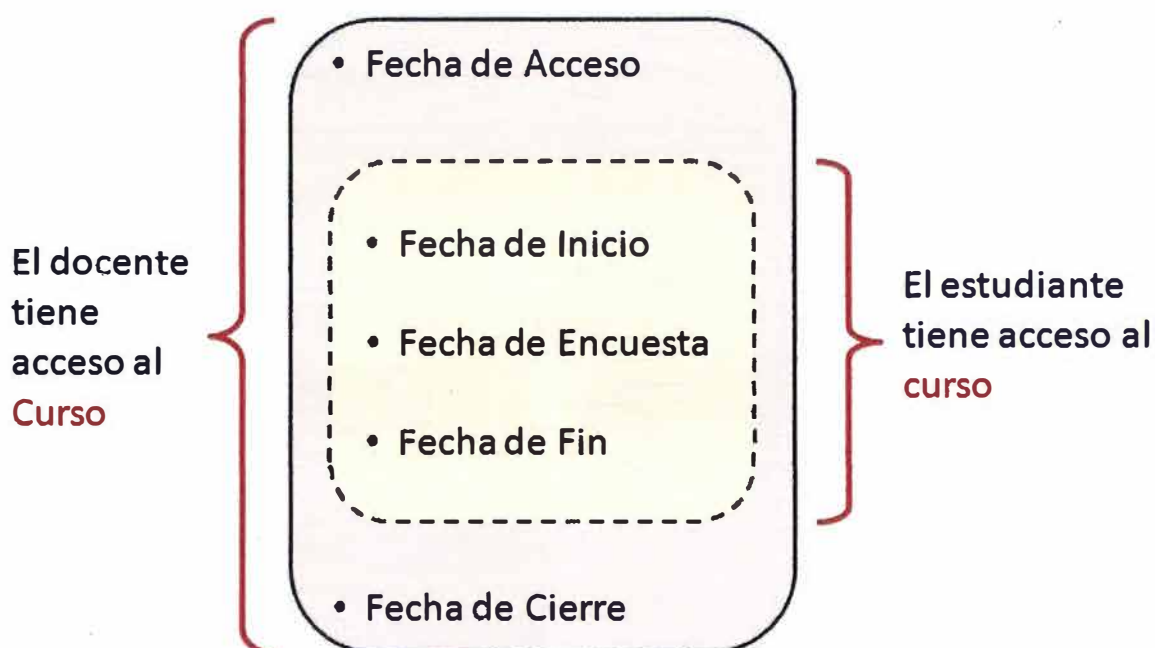 • Fecha de Acceso
• Fecha de Inicio
• Fecha de Encuesta
• Fecha de Fin
• Fecha de Cierre
El docente
tiene
acceso al
Curso
El estudiante
tiene acceso al
curso